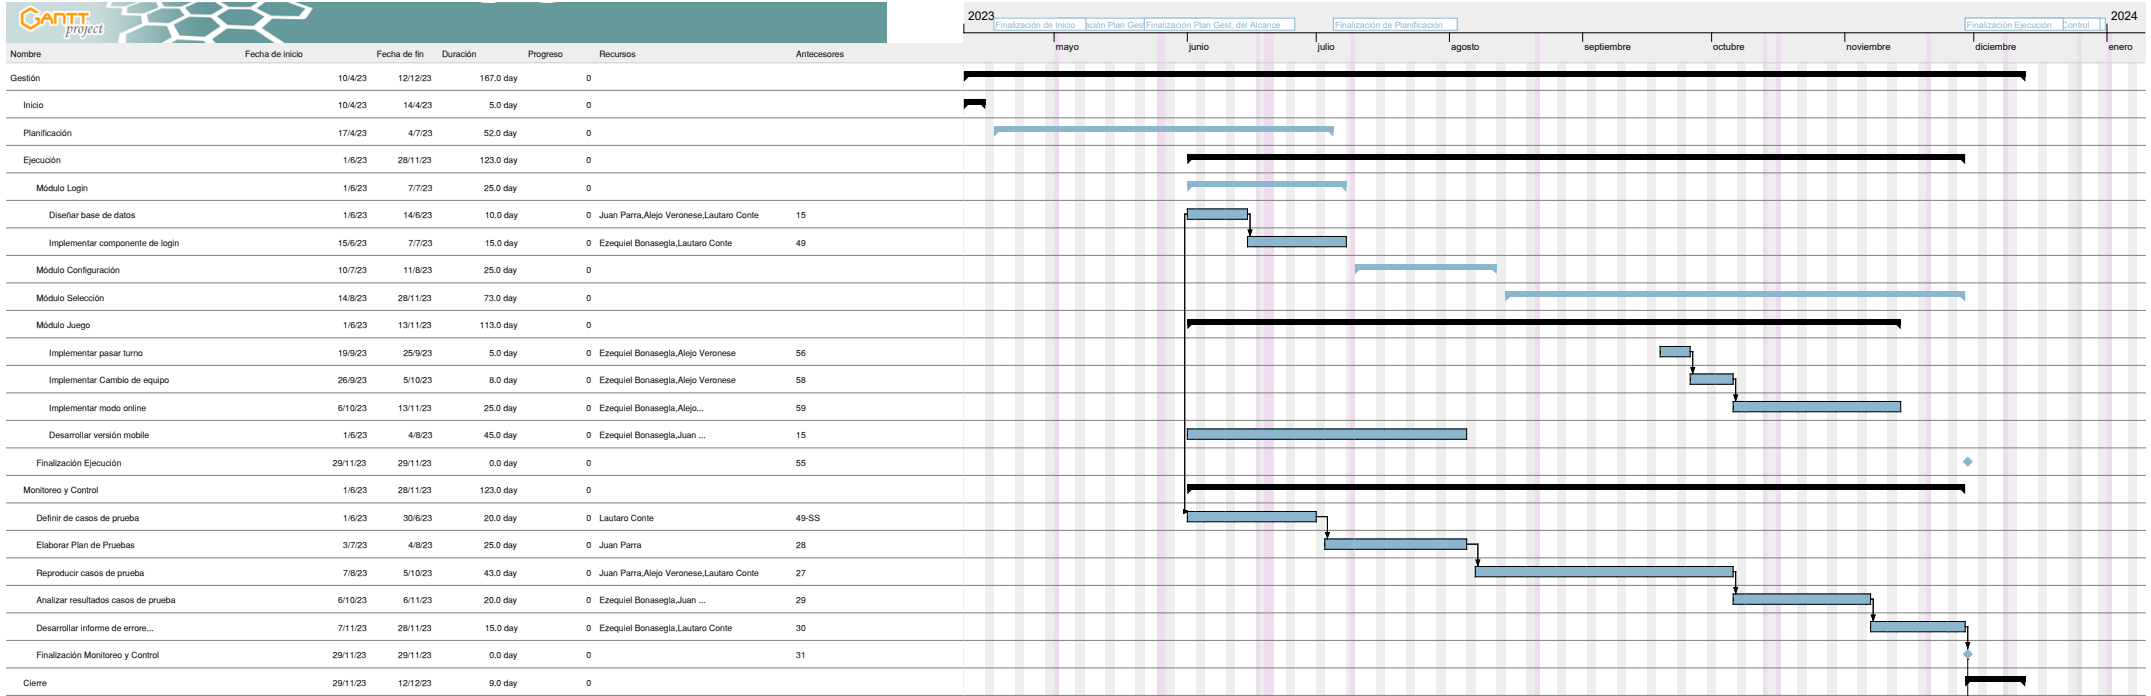 GANTT
project
2023
2024
Finalización de Inicio
ación Plan Ges
Finalización Plan Gest. del Alcance
Finalización de Planificación
Finalización Ejecución
Control
mayo junio julio agosto septiembre octubre noviembre diciembre enero
Nombre Fecha de inicio Fecha de fin Duración Progreso Recursos Antecesores
Gestión 10/4/23 12/12/23 167.0 day 0
Inicio 10/4/23 14/4/23 5.0 day 0
Planificación 17/4/23 4/7/23 52.0 day 0
Ejecución 1/6/23 28/11/23 123.0 day 0
Módulo Login 1/6/23 7/7/23 25.0 day 0
Diseñar base de datos 1/6/23 14/6/23 10.0 day 0 Juan Parra,Alejo Veronese,Lautaro Conte 15
Implementar componente de login 15/6/23 7/7/23 15.0 day 0 Ezequiel Bonasegla,Lautaro Conte 49
Módulo Configuración 10/7/23 11/8/23 25.0 day 0
Módulo Selección 14/8/23 28/11/23 73.0 day 0
Módulo Juego 1/6/23 13/11/23 113.0 day 0
Implementar pasar turno 19/9/23 25/9/23 5.0 day 0 Ezequiel Bonasegla,Alejo Veronese 56
Implementar Cambio de equipo 26/9/23 5/10/23 8.0 day 0 Ezequiel Bonasegla,Alejo Veronese 58
Implementar modo online 6/10/23 13/11/23 25.0 day 0 Ezequiel Bonasegla,Alejo... 59
Desarrollar versión mobile 1/6/23 4/8/23 45.0 day 0 Ezequiel Bonasegla,Juan ... 15
Finalización Ejecución 29/11/23 29/11/23 0.0 day 0 55
Monitoreo y Control 1/6/23 28/11/23 123.0 day 0
Definir de casos de prueba 1/6/23 30/6/23 20.0 day 0 Lautaro Conte 49-SS
Elaborar Plan de Pruebas 3/7/23 4/8/23 25.0 day 0 Juan Parra 28
Reproducir casos de prueba 7/8/23 5/10/23 43.0 day 0 Juan Parra,Alejo Veronese,Lautaro Conte 27
Analizar resultados casos de prueba 6/10/23 6/11/23 20.0 day 0 Ezequiel Bonasegla,Juan ... 29
Desarrollar informe de errore... 7/11/23 28/11/23 15.0 day 0 Ezequiel Bonasegla,Lautaro Conte 30
Finalización Monitoreo y Control 29/11/23 29/11/23 0.0 day 0 31
Cierre 29/11/23 12/12/23 9.0 day 0